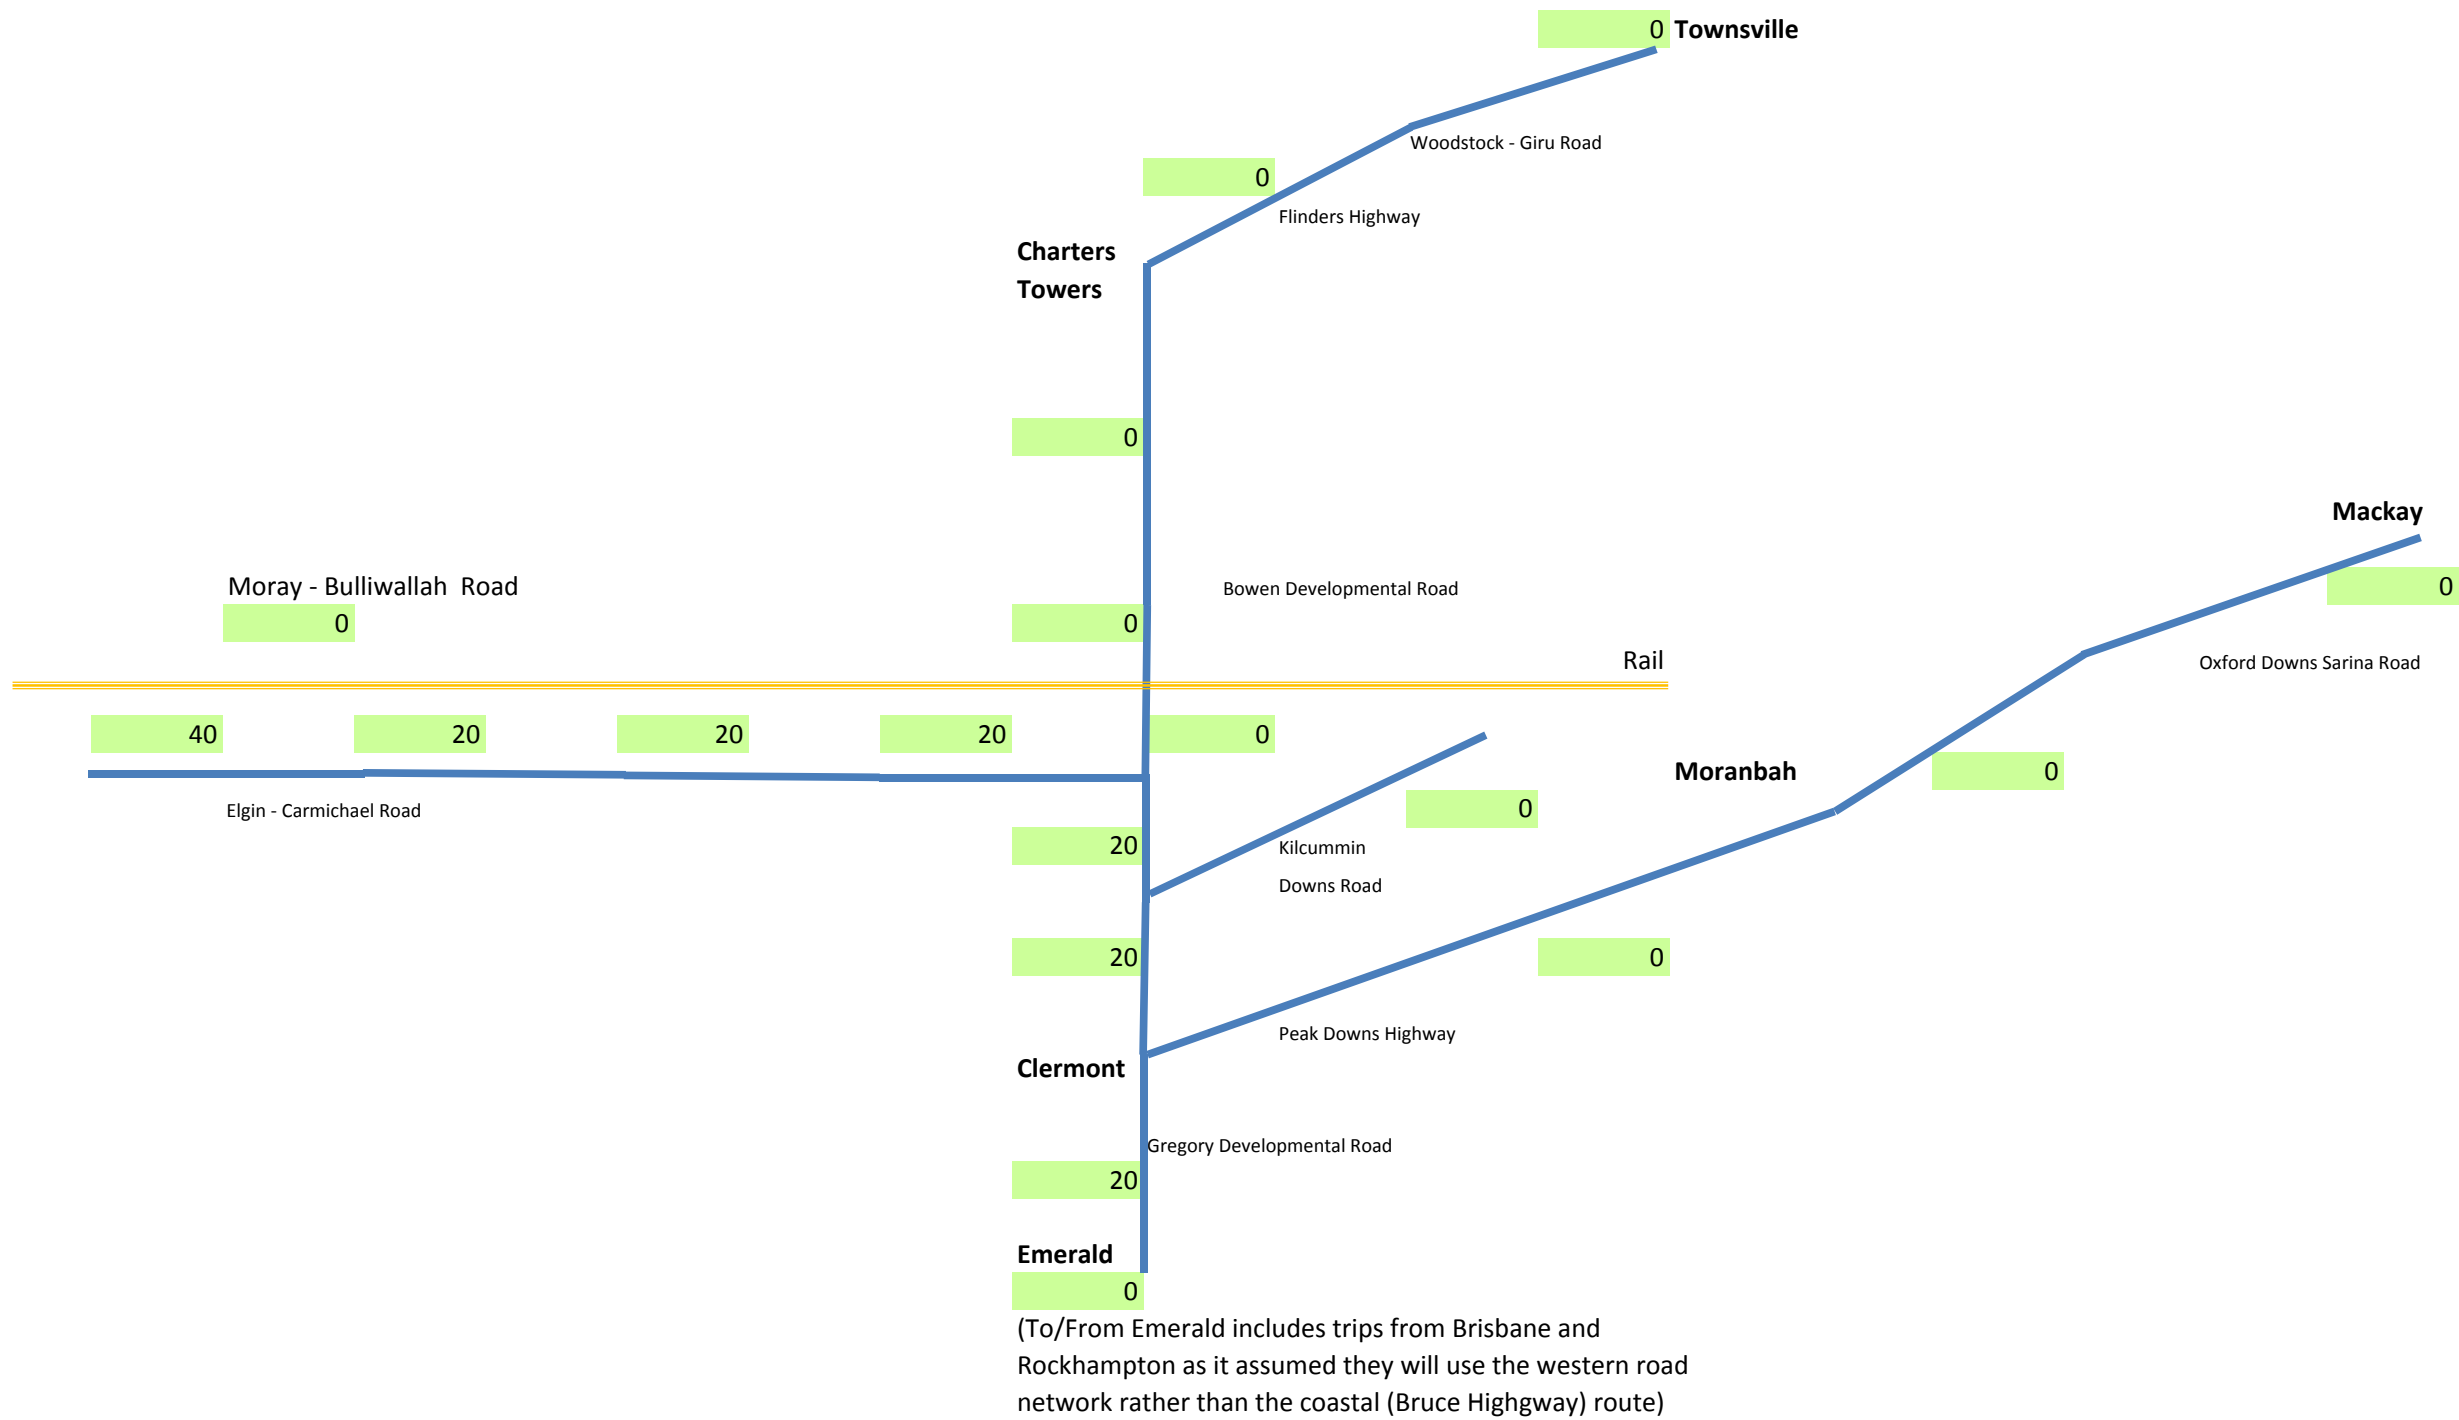 0 Townsville
Woodstock - Giru Road
0
Flinders Highway
Charters
Towers
0
Mackay
Moray - Bulliwallah  Road
Bowen Developmental Road
0
0
0
Rail
Oxford Downs Sarina Road
40
20
20
20
0
Moranbah
0
Elgin - Carmichael Road
0
20
Kilcummin
Downs Road
20
0
Peak Downs Highway
Clermont
Gregory Developmental Road
20
Emerald
0
(To/From Emerald includes trips from Brisbane and
Rockhampton as it assumed they will use the western road
network rather than the coastal (Bruce Highgway) route)